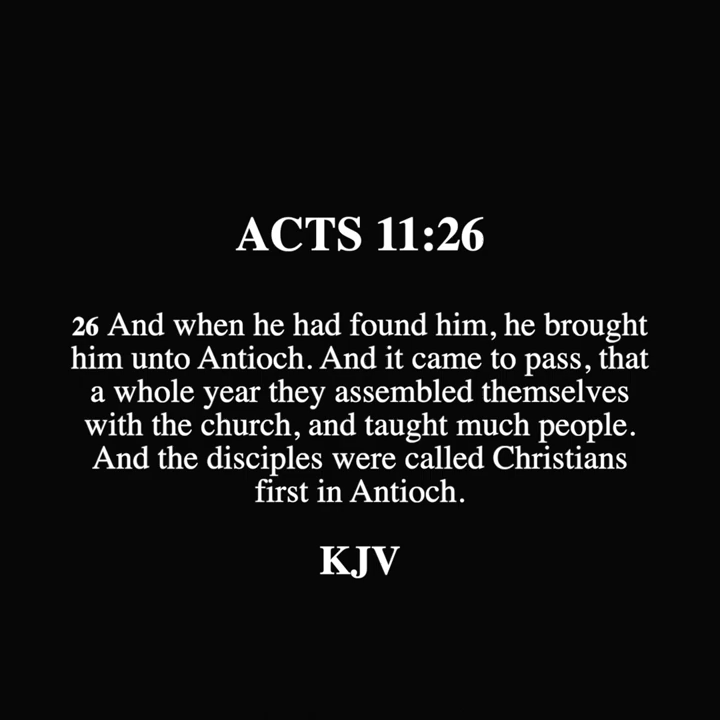 ACTS 11:26
26 And when he had found him, he brought
him unto Antioch. And it came to pass, that
a whole year they assembled themselves
with the church, and taught much people.
And the disciples were called Christians
first in Antioch.
KJV